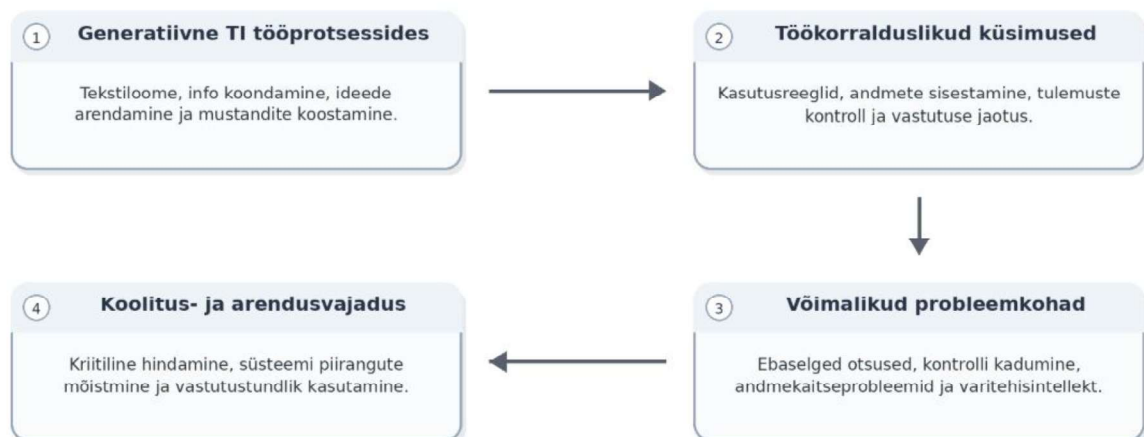 1
Generatiivne TI tööprotsessides
Tekstiloome, info koondamine, ideede
arendamine ja mustandite koostamine.
2
Töökorralduslikud küsimused
Kasutusreeglid, andmete sisestamine, tulemuste
kontroll ja vastutuse jaotus.
3
Võimalikud probleemkohad
Ebaselged otsused, kontrolli kadumine,
andmekaitseprobleemid ja varitehisintellekt.
4
Koolitus- ja arendusvajadus
Kriitiline hindamine, süsteemi piirangute
mõistmine ja vastutustundlik kasutamine.